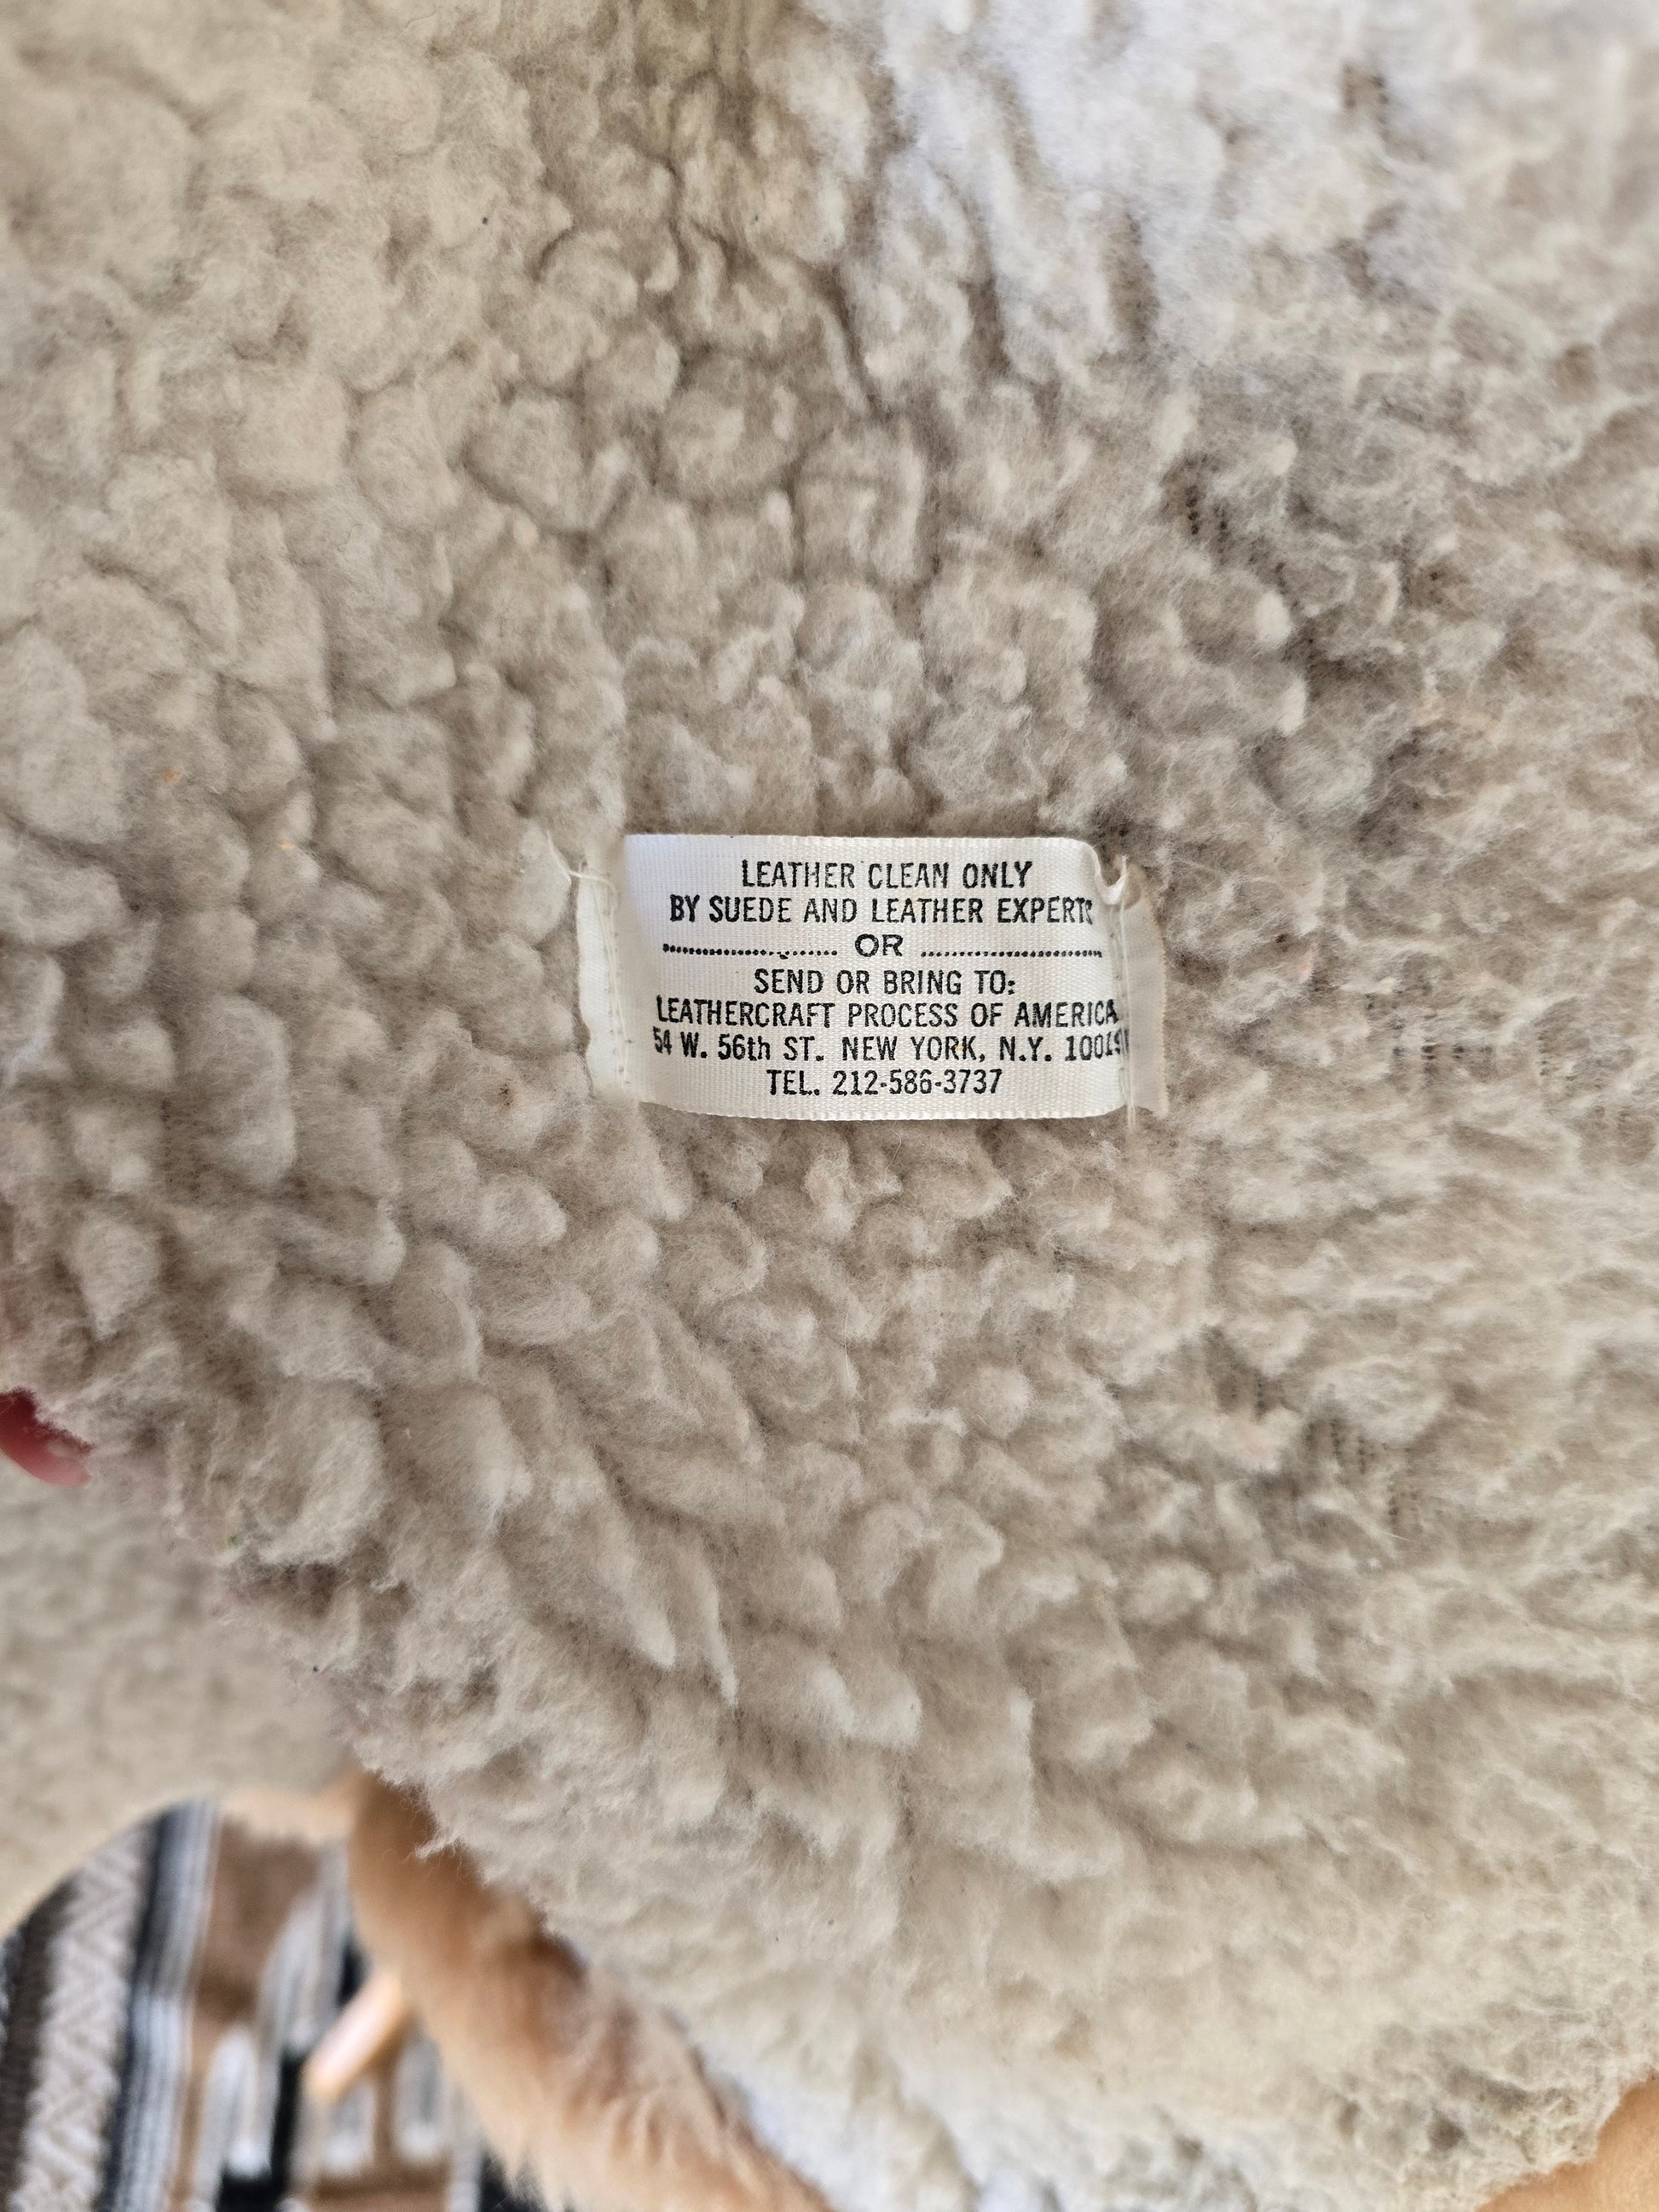 LEATHER CLEAN ONLY
BY SUEDE AND LEATHER EXPERTS
.................... OR ....................
SEND OR BRING TO:
LEATHERCRAFT PROCESS OF AMERICA
54 W. 56th ST. NEW YORK, N.Y. 10019
TEL. 212-586-3737